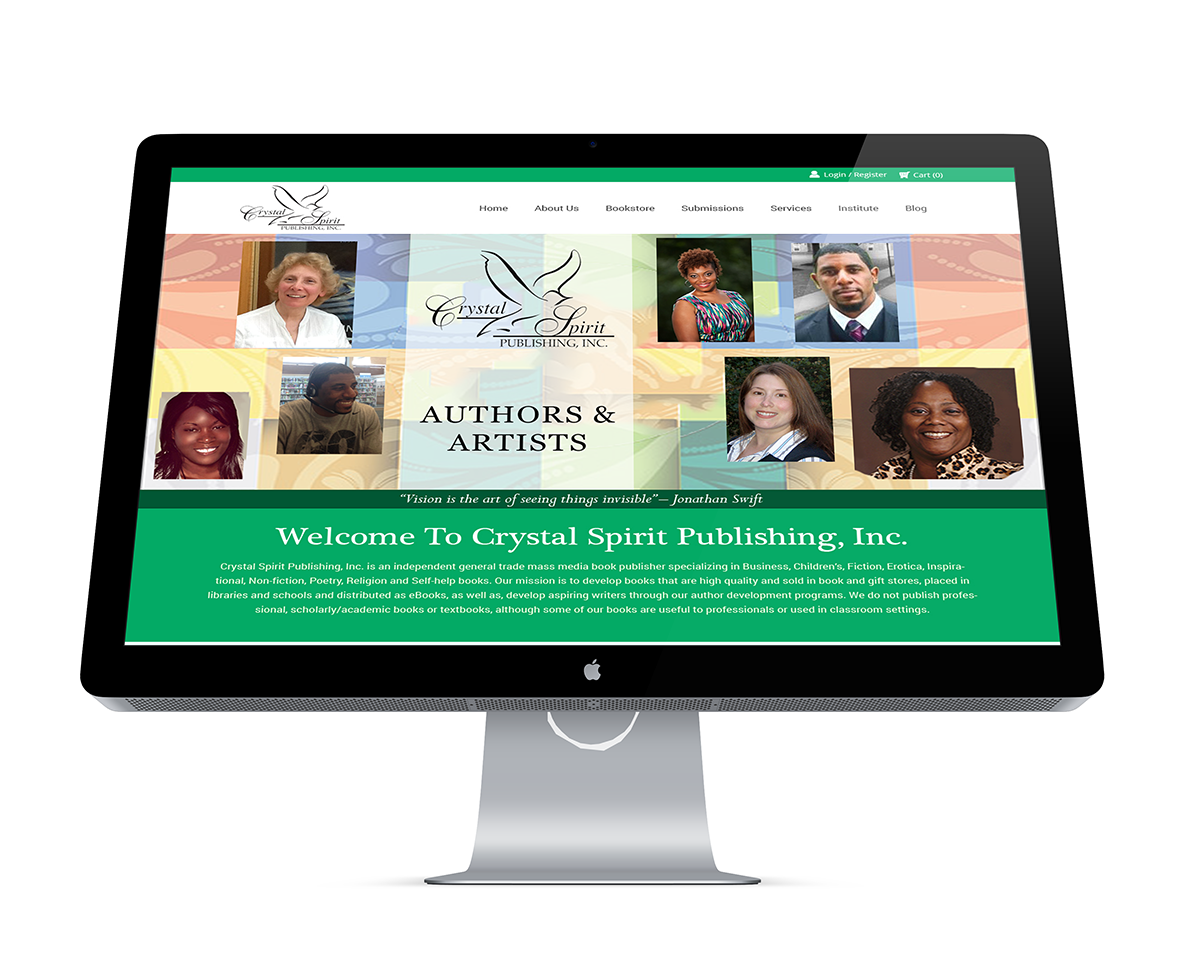 Login / Register Cart (0)
Crystal Spirit
PUBLISHING, INC.
Home About Us Bookstore Submissions Services Institute Blog
Crystal Spirit
PUBLISHING, INC.
AUTHORS &
ARTISTS
“Vision is the art of seeing things invisible”— Jonathan Swift
Welcome To Crystal Spirit Publishing, Inc.
Crystal Spirit Publishing, Inc. is an independent general trade mass media book publisher specializing in Business, Children's, Fiction, Erotica, Inspira-
tional, Non-fiction, Poetry, Religion and Self-help books. Our mission is to develop books that are high quality and sold in book and gift stores, placed in
libraries and schools and distributed as eBooks, as well as, develop aspiring writers through our author development programs. We do not publish profes-
sional, scholarly/academic books or textbooks, although some of our books are useful to professionals or used in classroom settings.